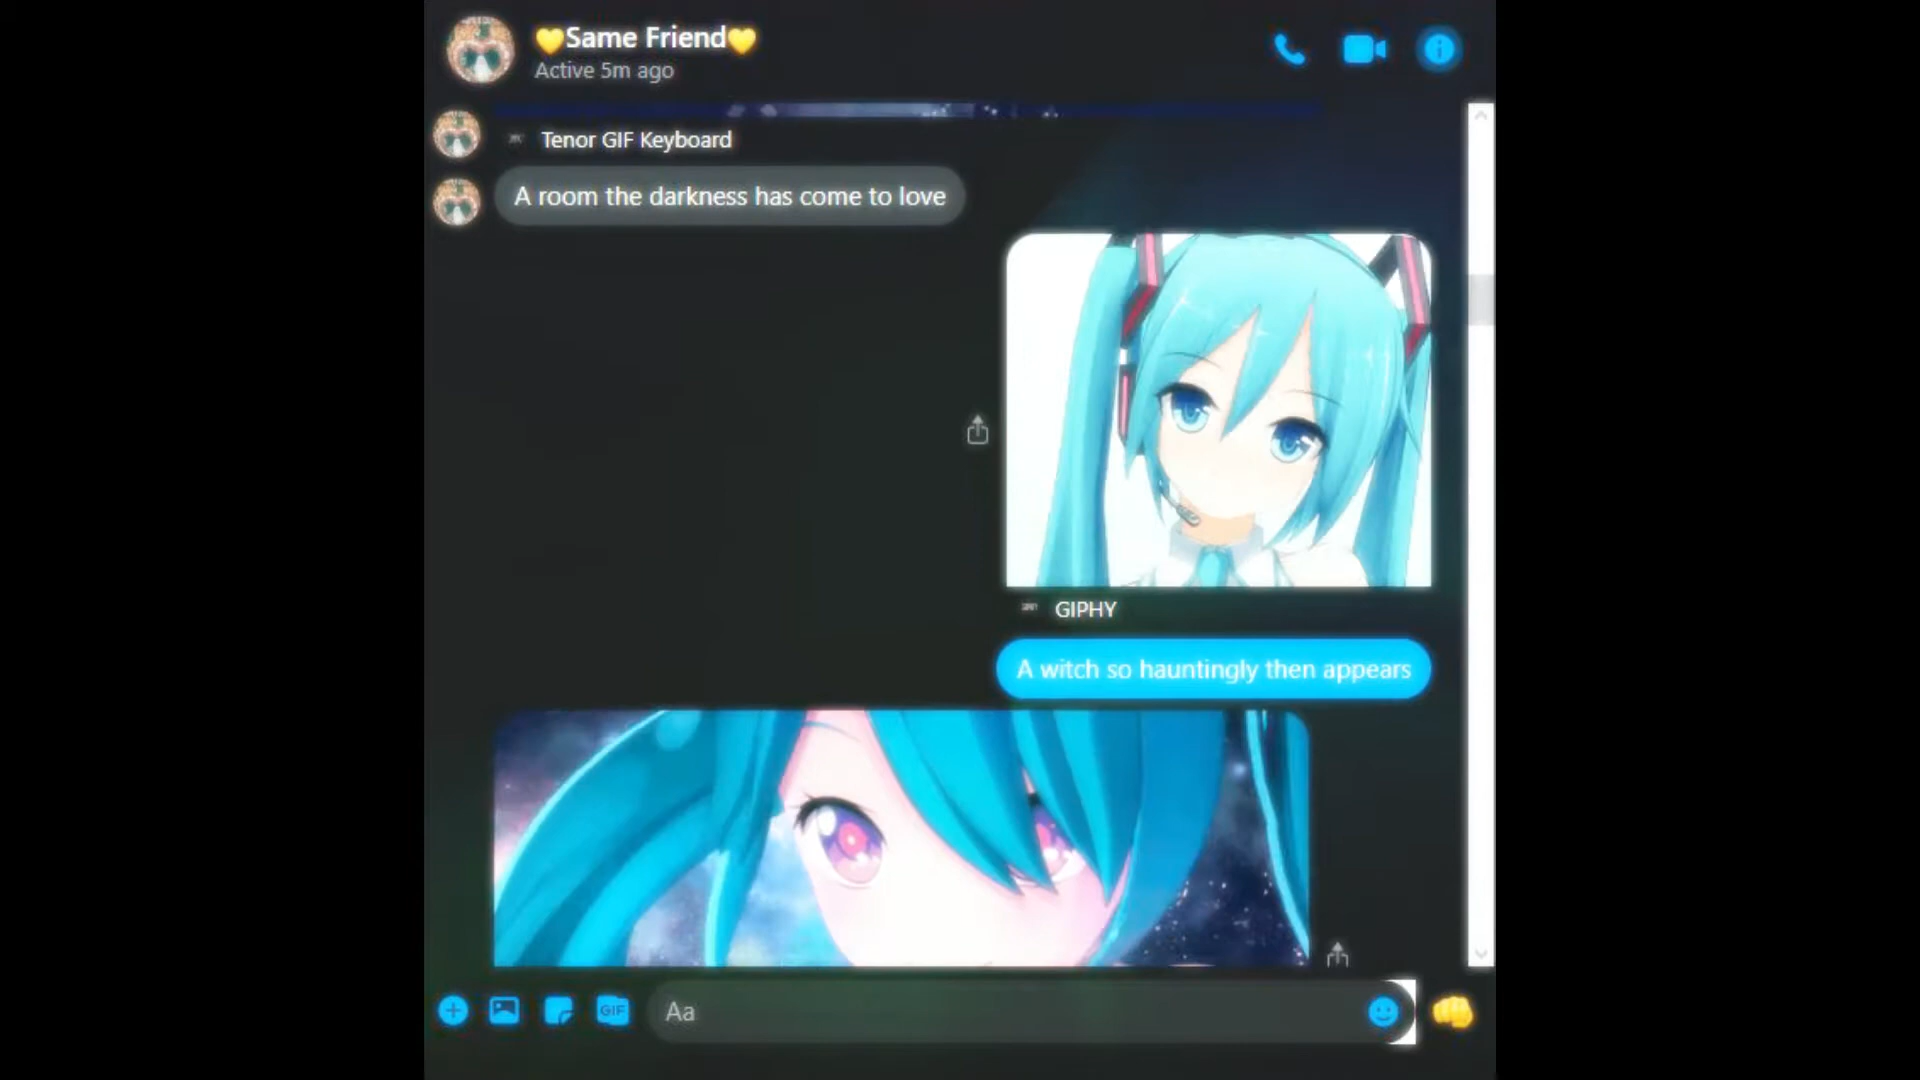 💛Same Friend💛
Active 5m ago
Tenor GIF Keyboard
A room the darkness has come to love
GIPHY
A witch so hauntingly then appears
GIF
Aa